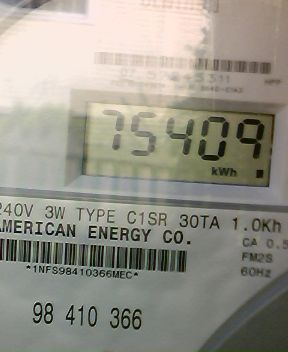 75409
kWh
240V 3W TYPE C1SR 30TA 1.0Kh
AMERICAN ENERGY CO.
CA 0.5
FM2S
60Hz
*1NFS98410366MEC*
98 410 366